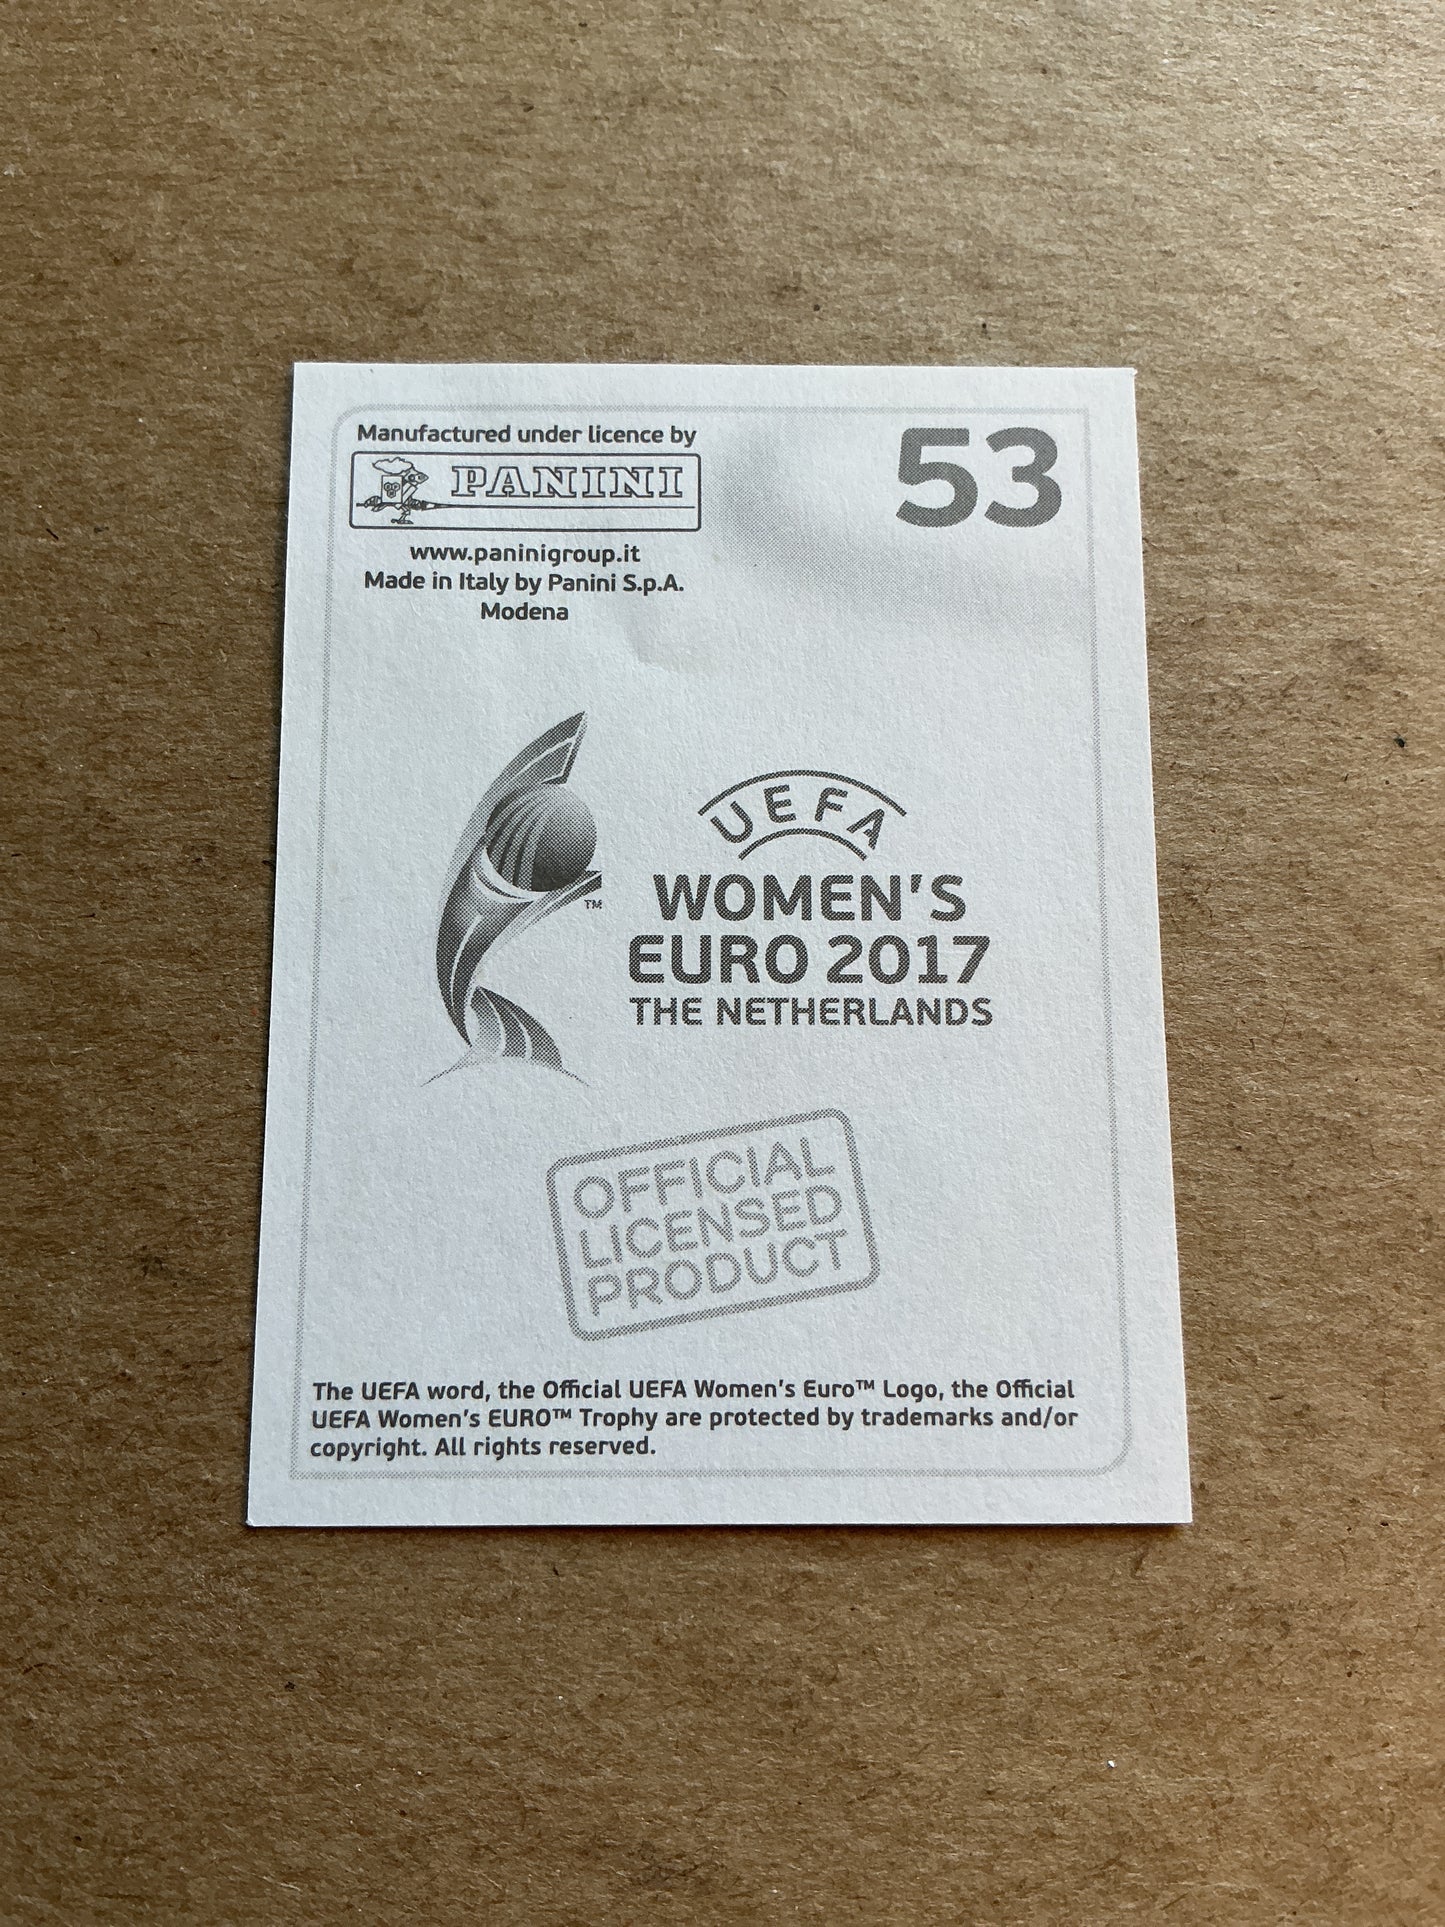 Manufactured under licence by
53
PANINI
www.paninigroup.it
Made in Italy by Panini S.p.A.
Modena
UEFA
WOMEN'S
EURO 2017
THE NETHERLANDS
TM
OFFICIAL
LICENSED
PRODUCT
The UEFA word, the Official UEFA Women's Euro™ Logo, the Official
UEFA Women's EURO™ Trophy are protected by trademarks and/or
copyright. All rights reserved.